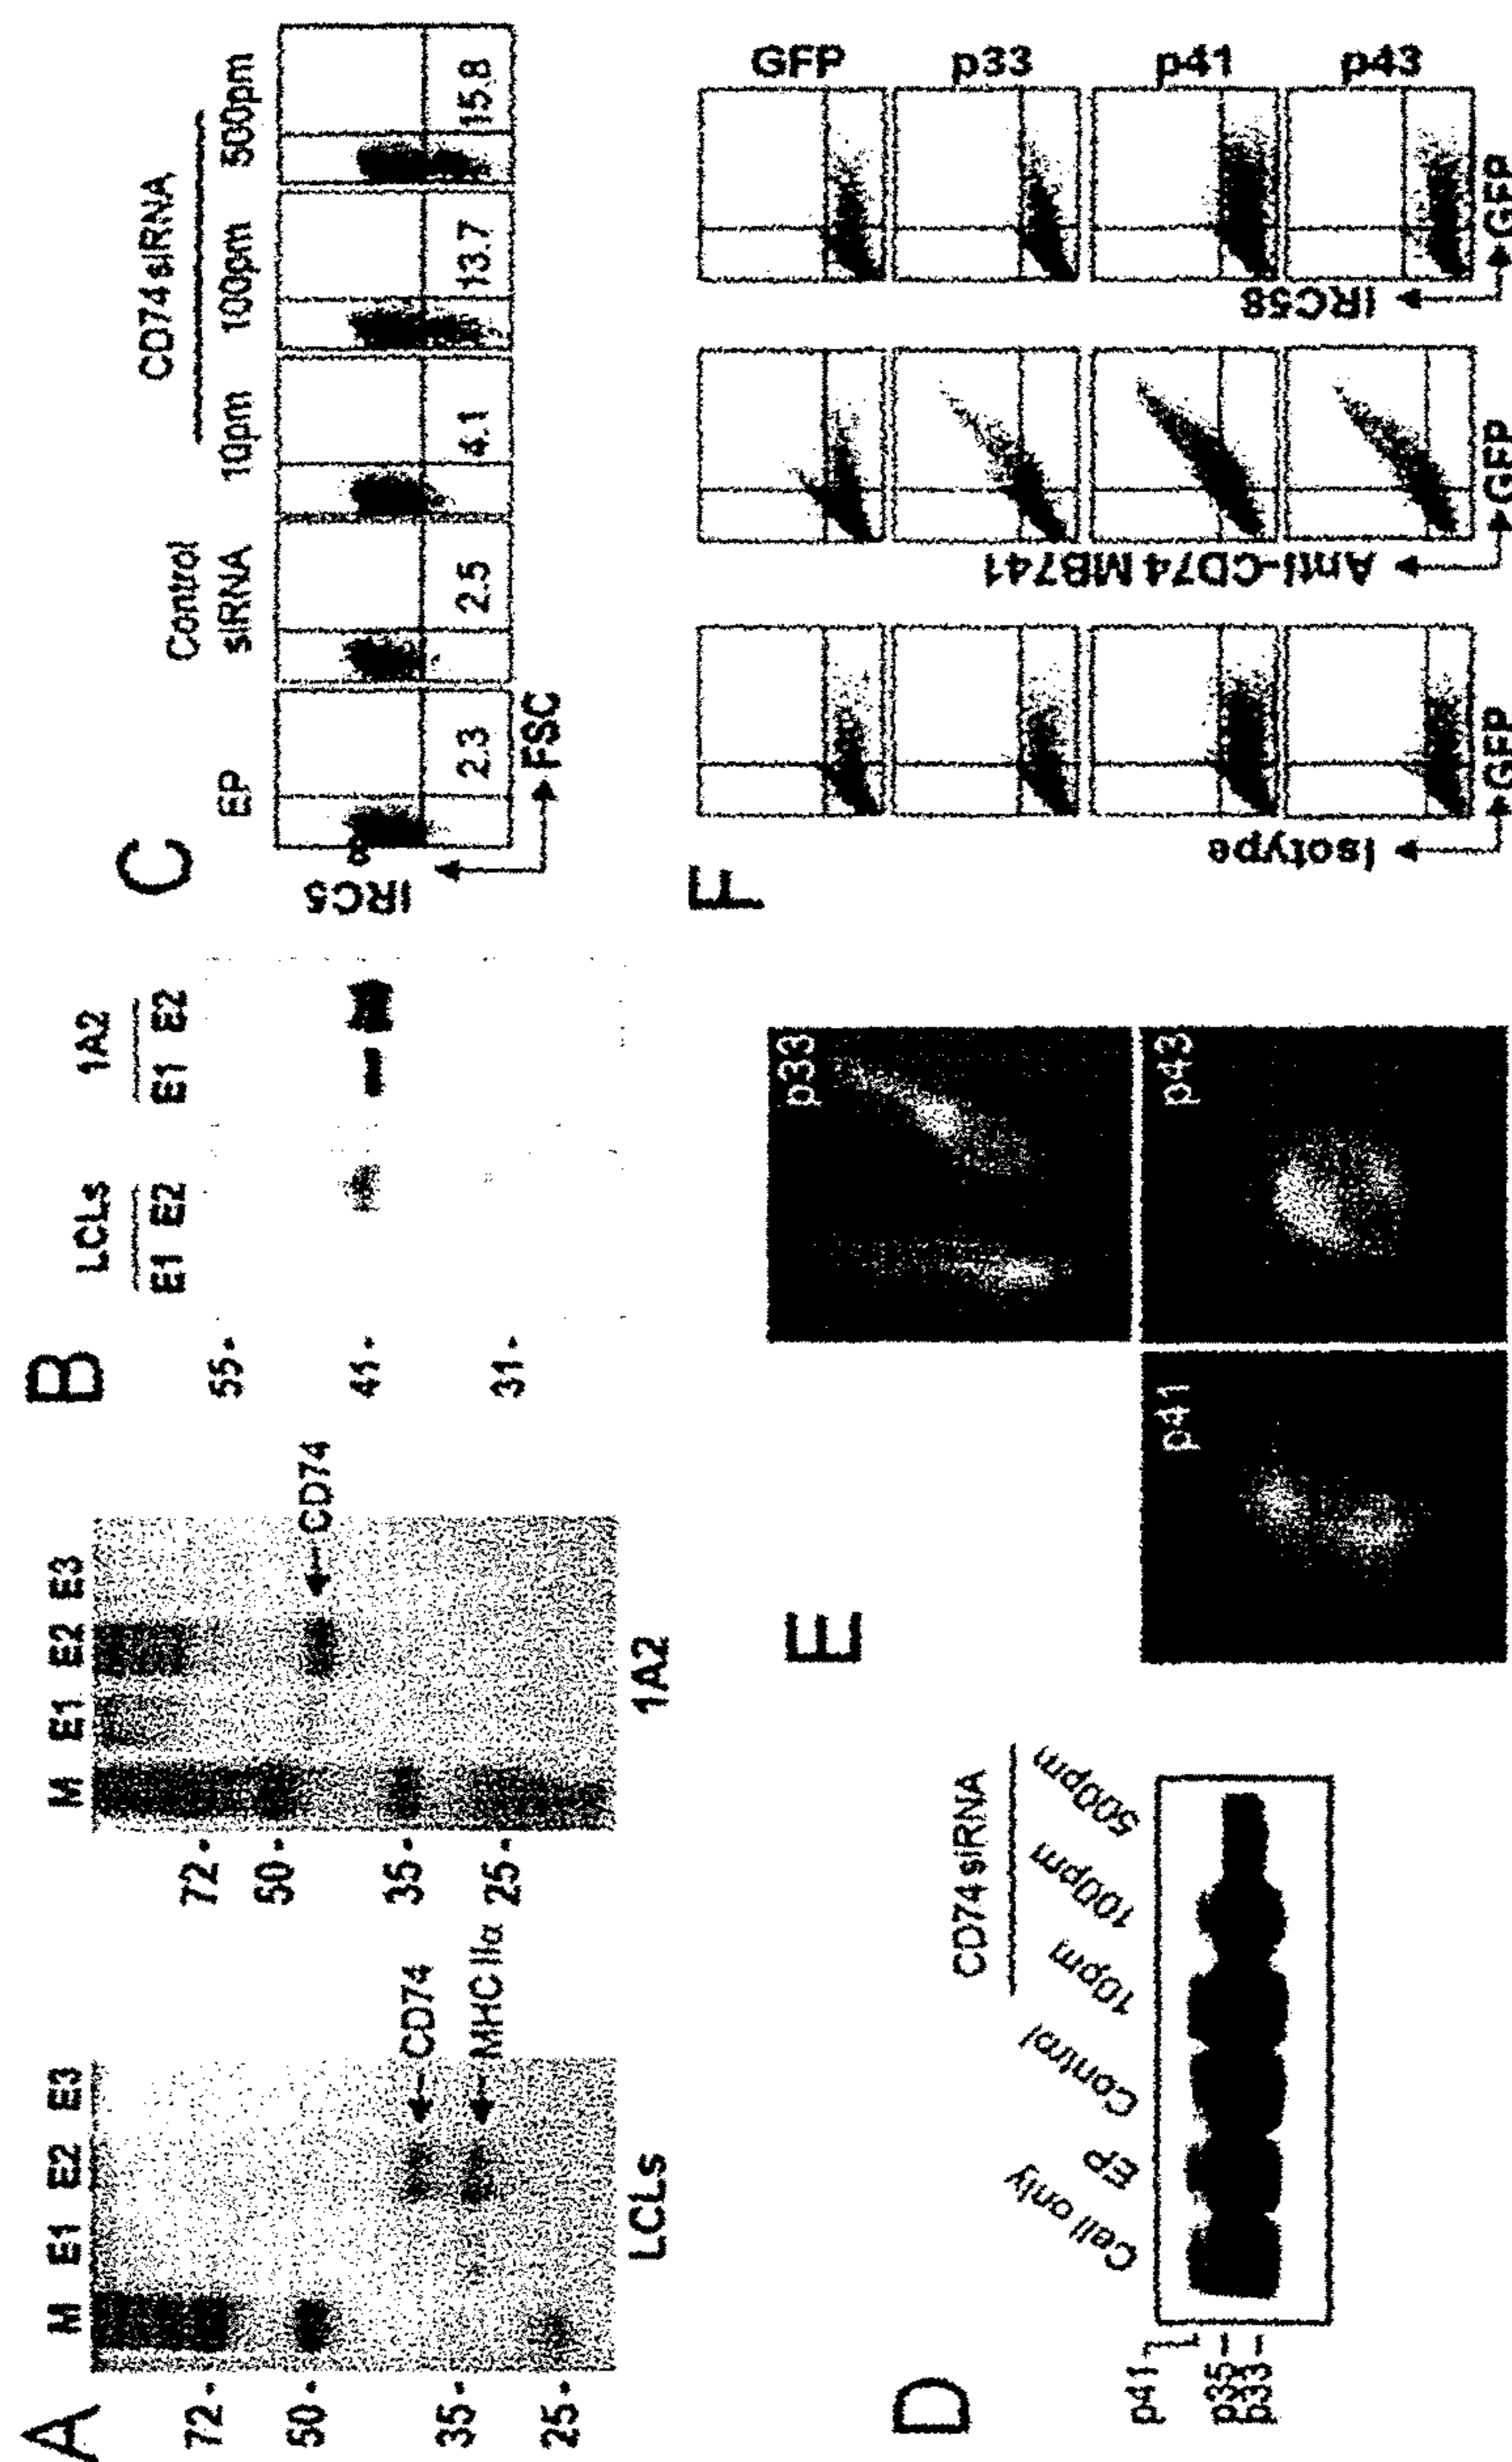 A
M E1 E2 E3
72-
50-
35-
25-
CD74
MHC IIα
LCLs
M E1 E2 E3
72-
50-
35-
25-
CD74
1A2
B
LCLs
1A2
E1 E2
E1 E2
55-
41-
31-
C
EP
Control
siRNA
CD74 siRNA
10pm
100pm
500pm
2.3
2.5
4.1
13.7
15.8
IRC5
8
FSC
D
Cell only
EP
Control
CD74 siRNA
10pm
100pm
500pm
p41
p35
p33
E
p33
p41
p43
F
GFP
p33
p41
p43
Isotype
GFP
Anti-CD74 MB741
GFP
IRC58
GFP